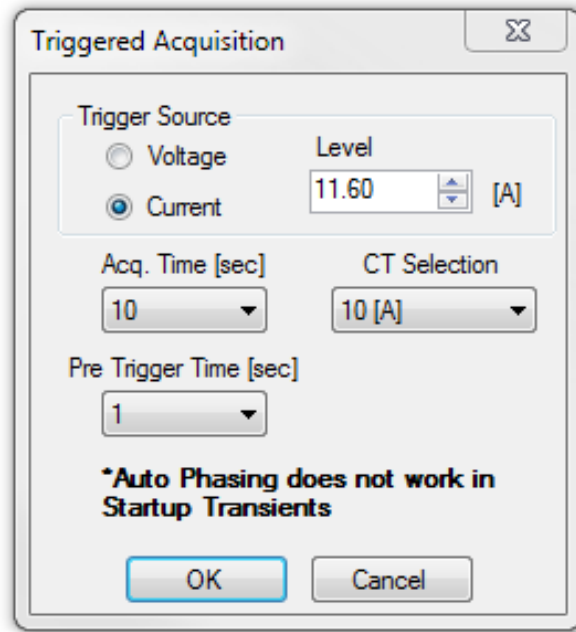 Triggered Acquisition
Trigger Source
Voltage
Level
Current
11.60
[A]
Acq. Time [sec]
CT Selection
10
10 [A]
Pre Trigger Time [sec]
1
*Auto Phasing does not work in
Startup Transients
OK
Cancel